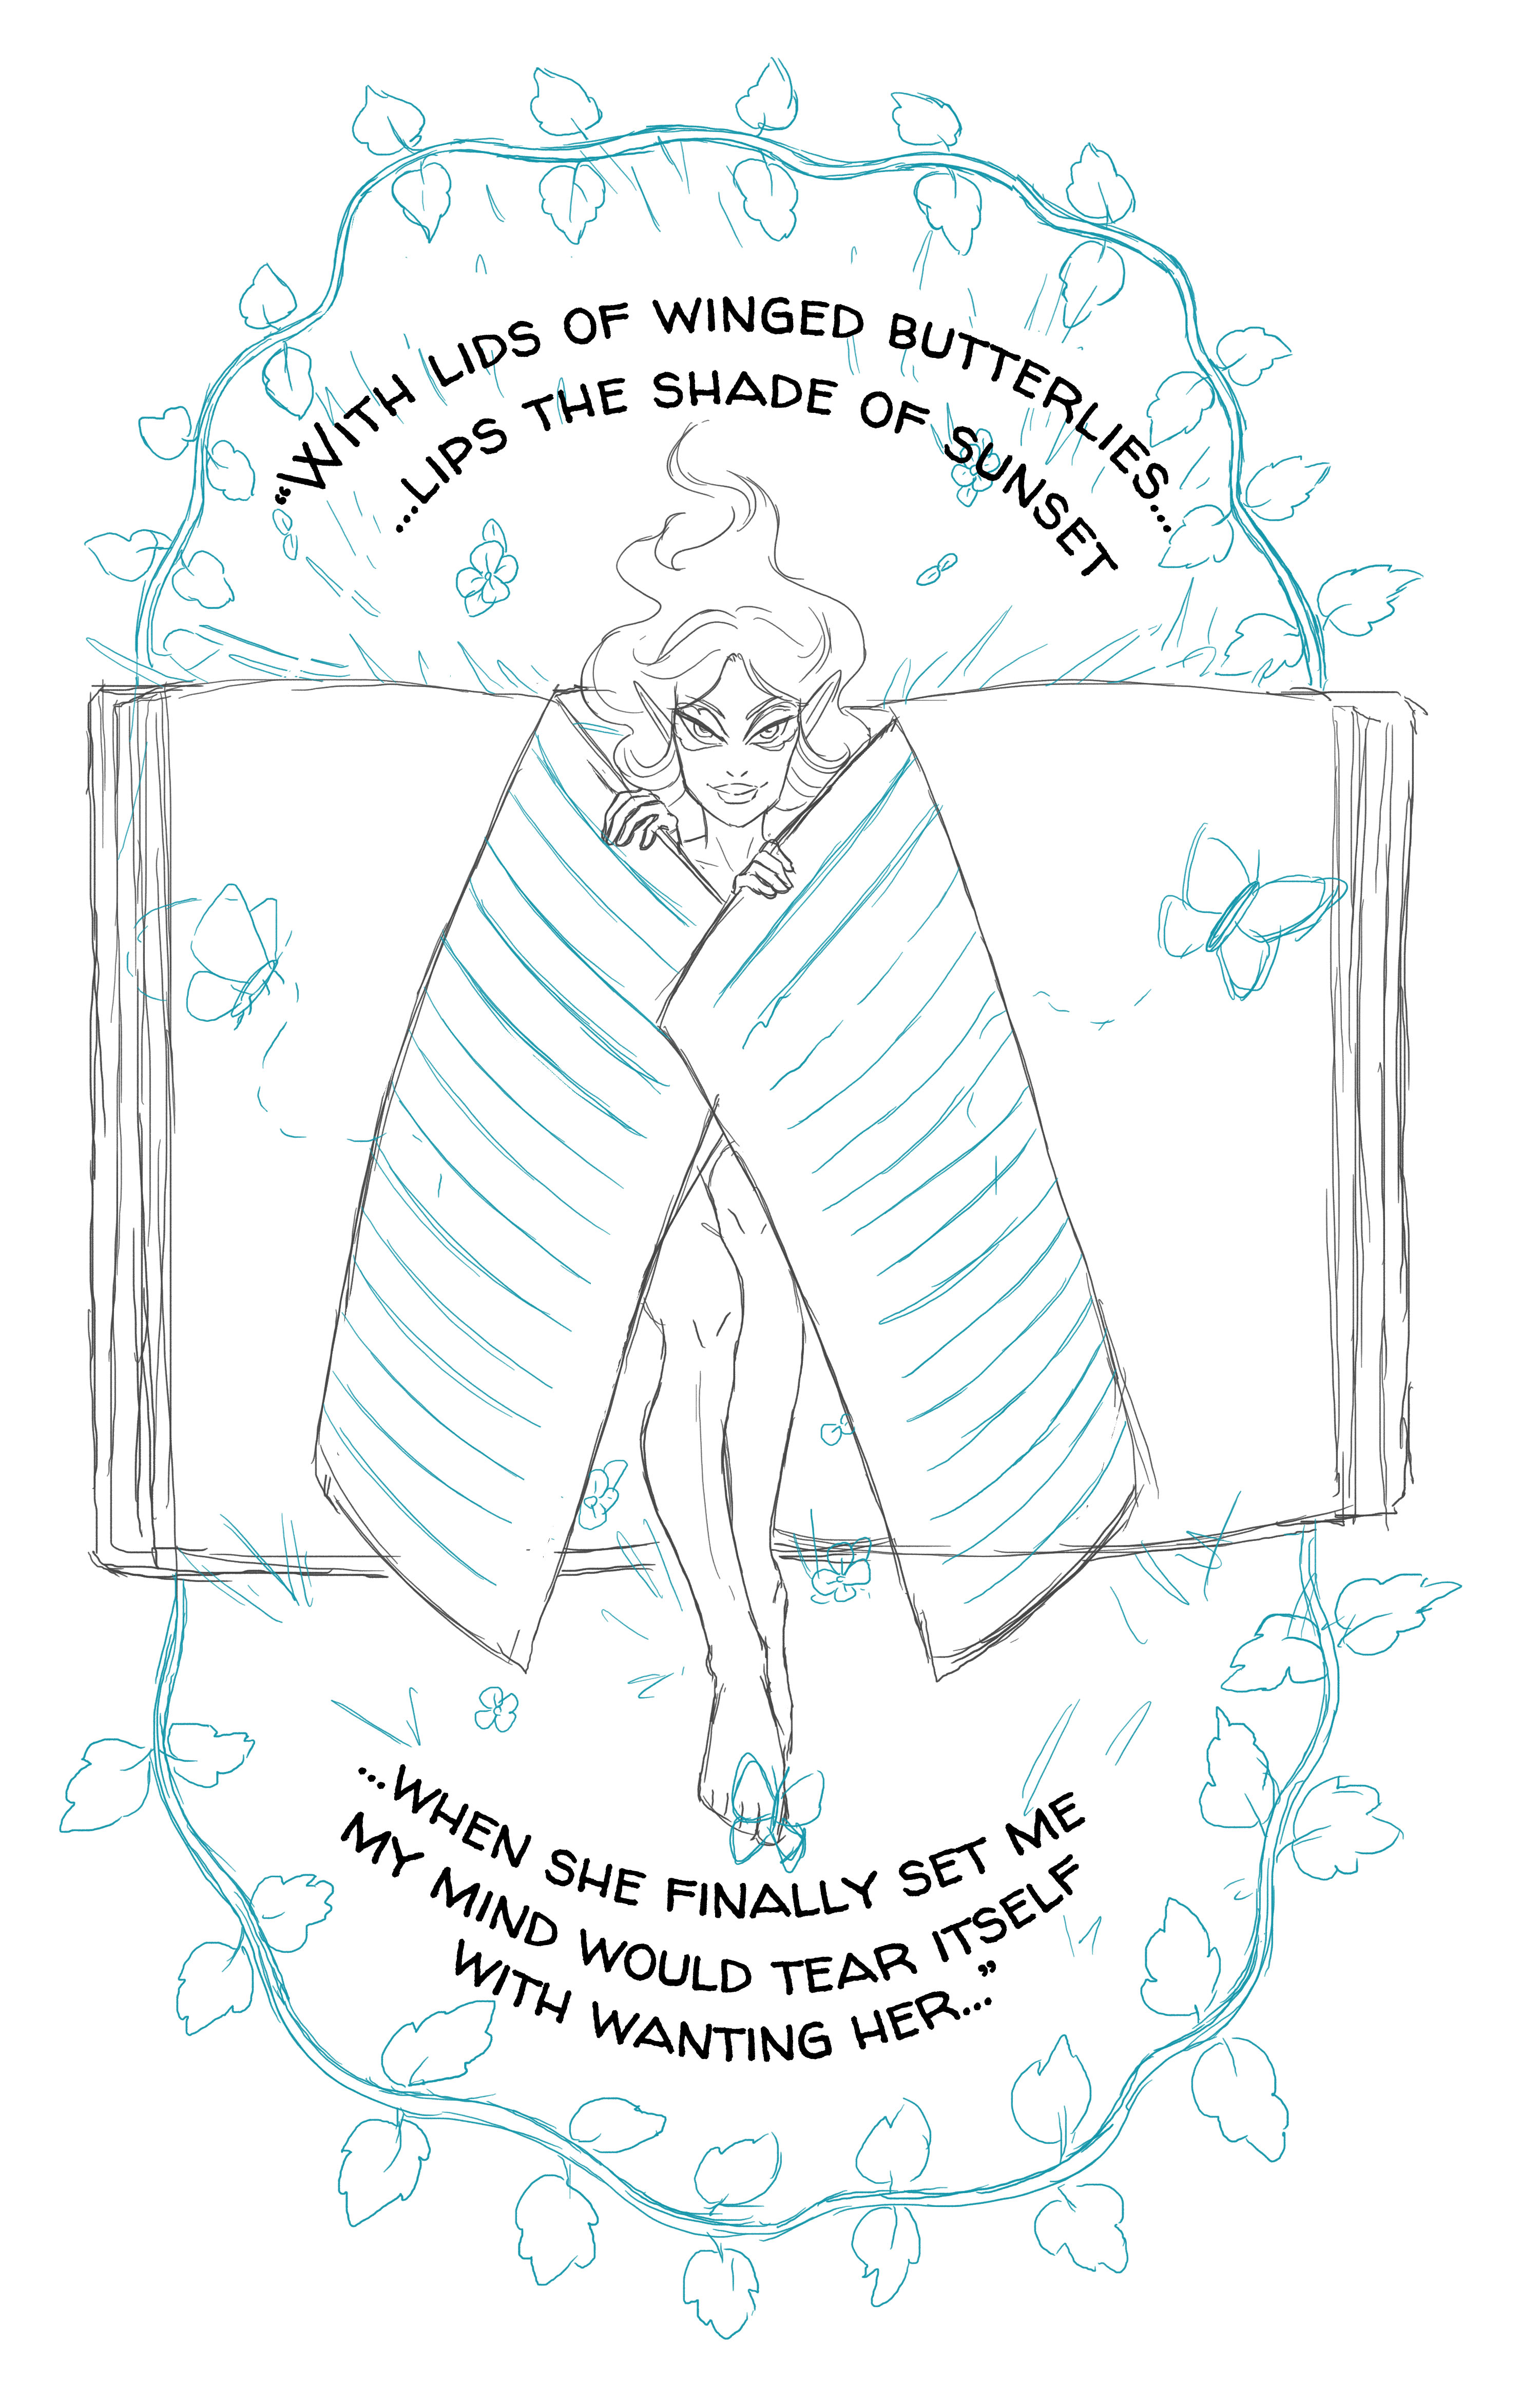 “WITH LIDS OF WINGED BUTTERLIES...
...LIPS THE SHADE OF SUNSET
...WHEN SHE FINALLY SET ME
MY MIND WOULD TEAR ITSELF
WITH WANTING HER...”